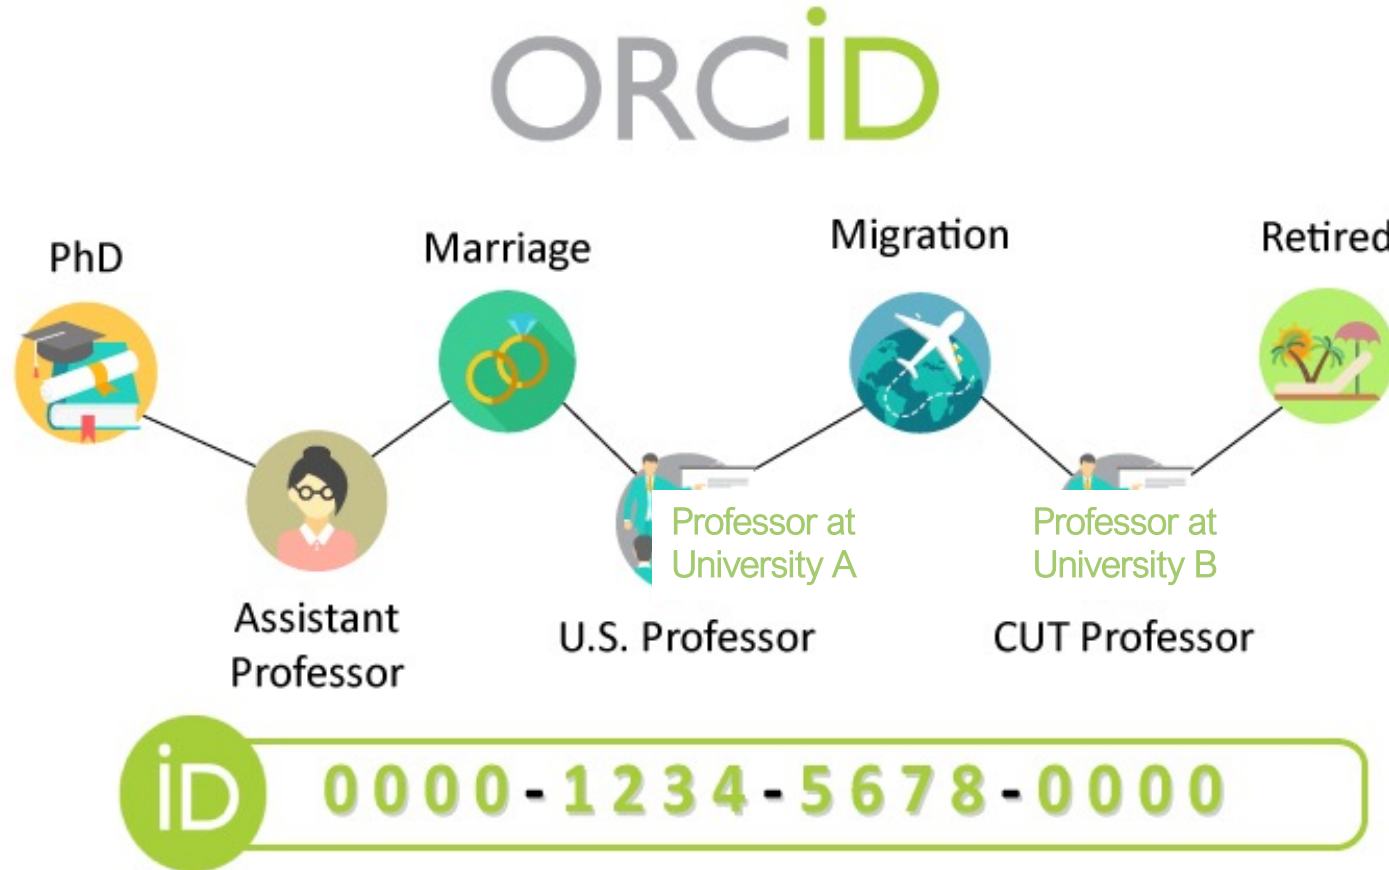 ORCiD
PhD
Marriage
Migration
Retired
Professor at
University A
Professor at
University B
Assistant
Professor
U.S. Professor
CUT Professor
iD 0000-1234-5678-0000